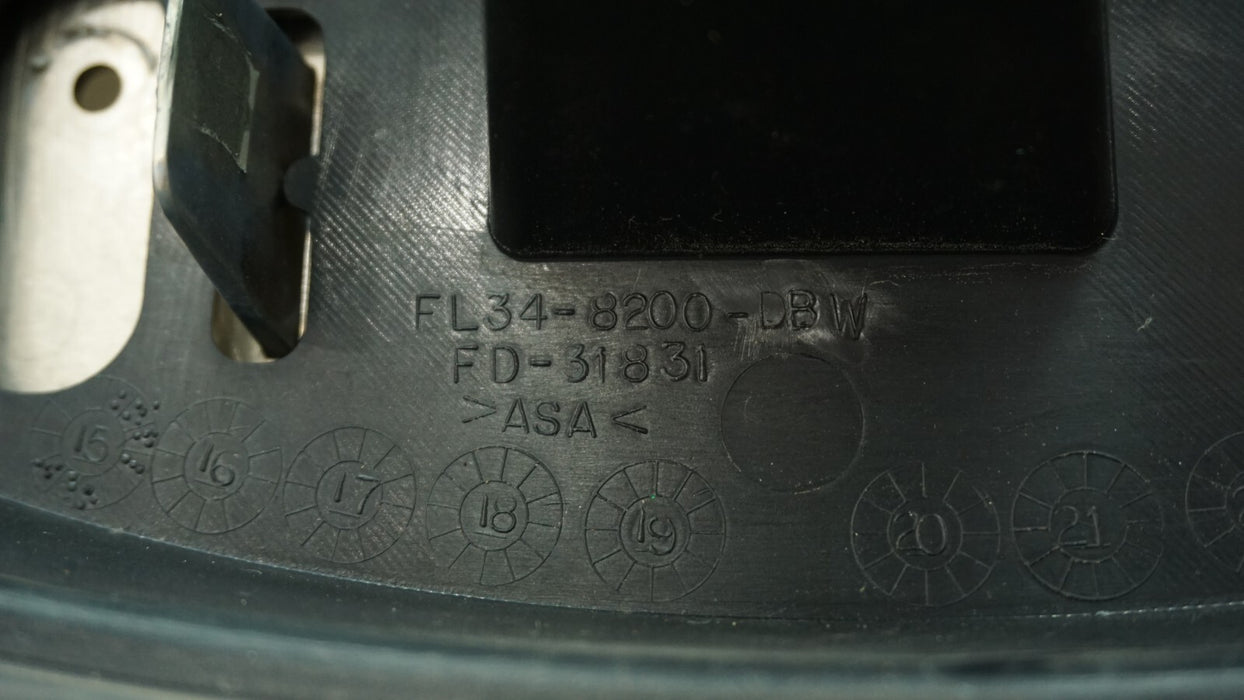 FL34-8200-DBW
FD-31831
>ASA<
15 16 17 18 19 20 21